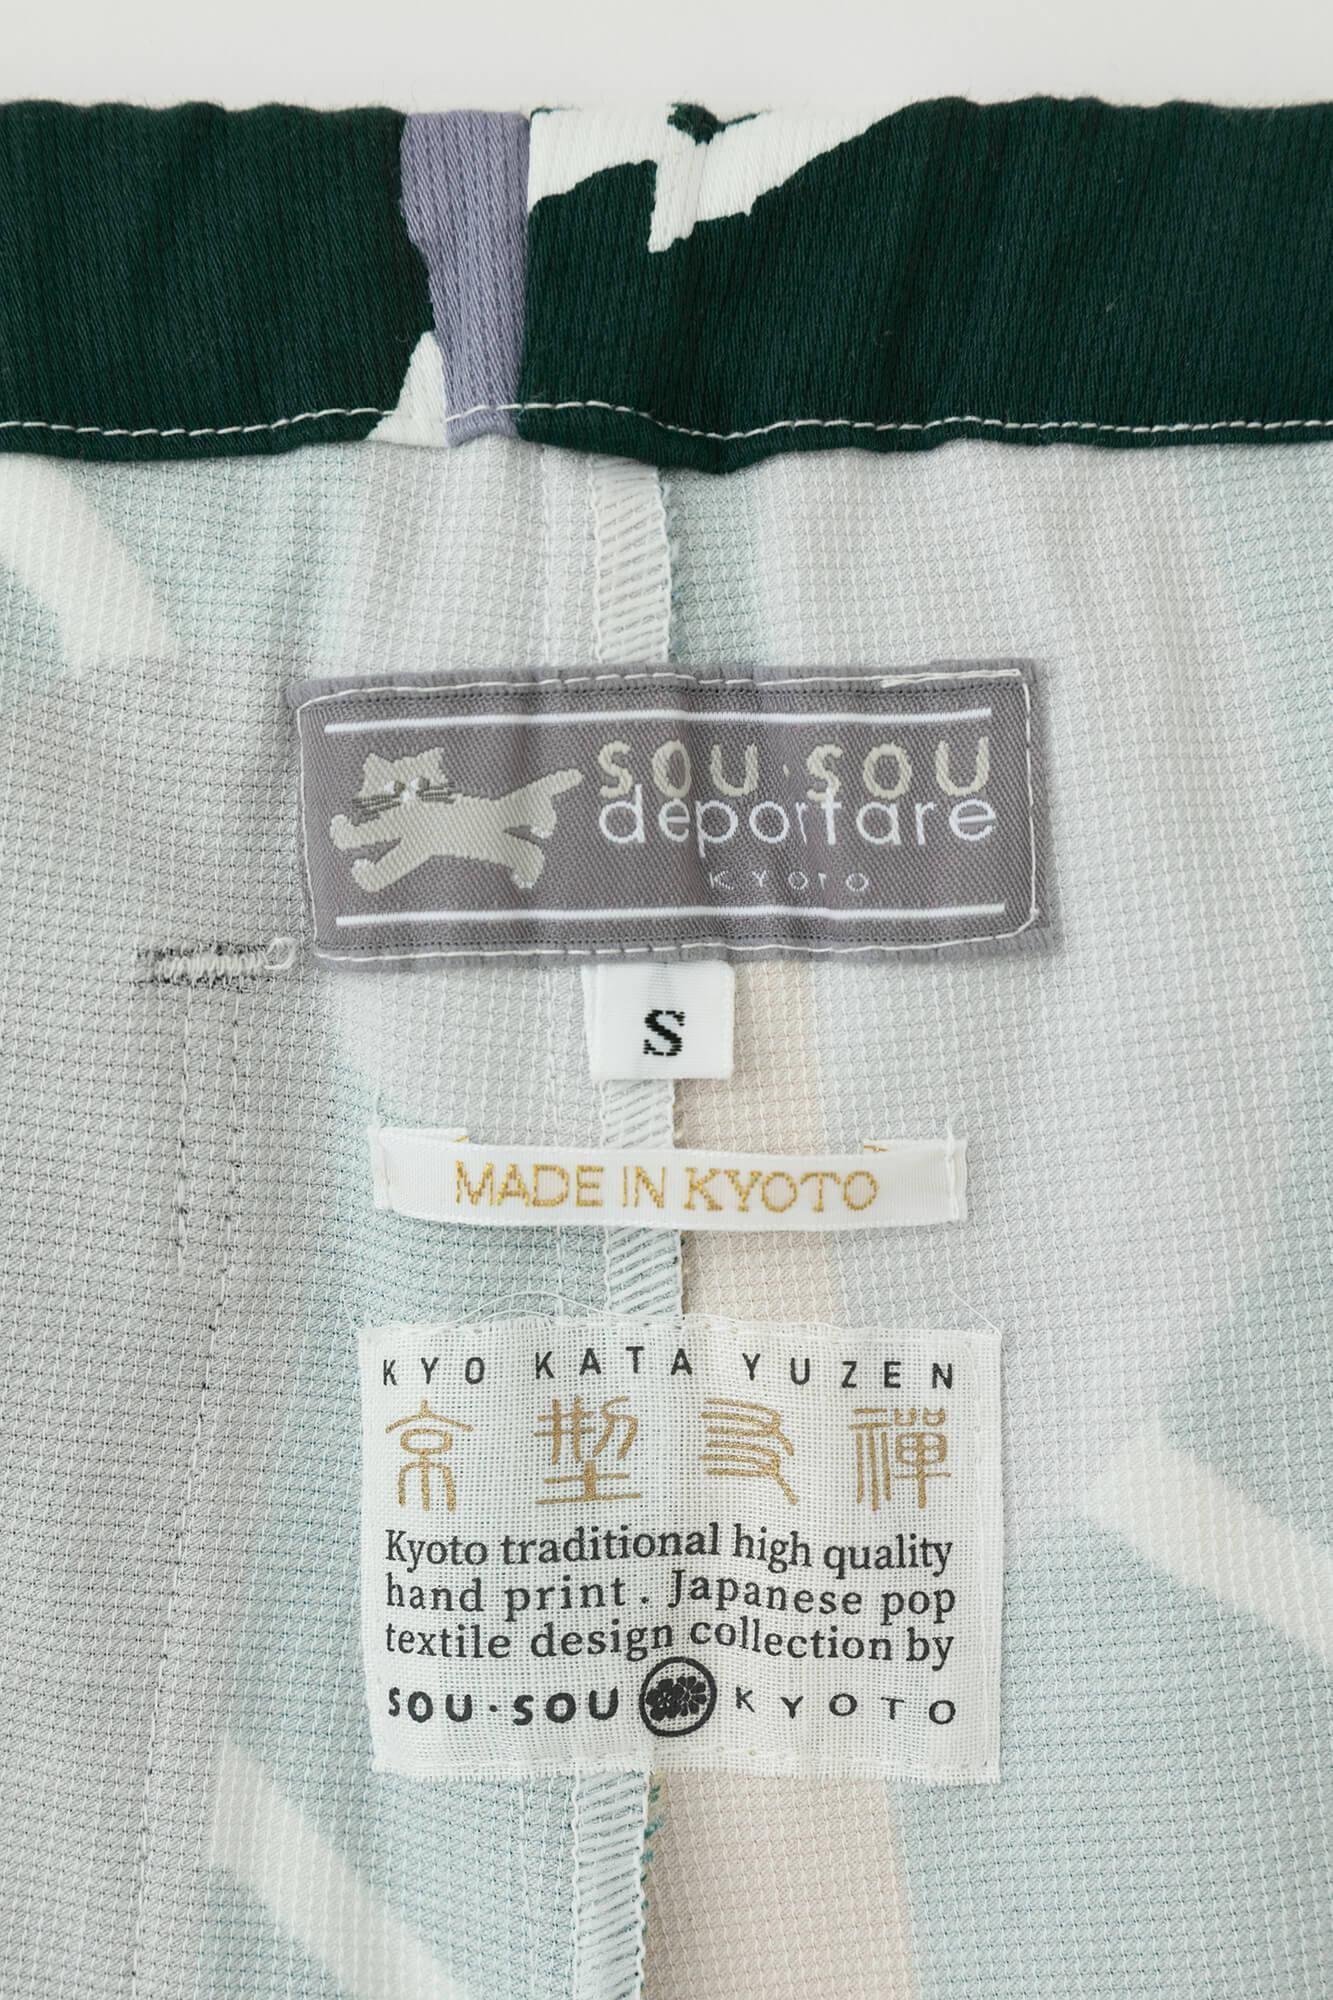 SOU・SOU
deportare
KYOTO
S
MADE IN KYOTO
KYO KATA YUZEN
京型友禅
Kyoto traditional high quality
hand print. Japanese pop
textile design collection by
SOU・SOU KYOTO